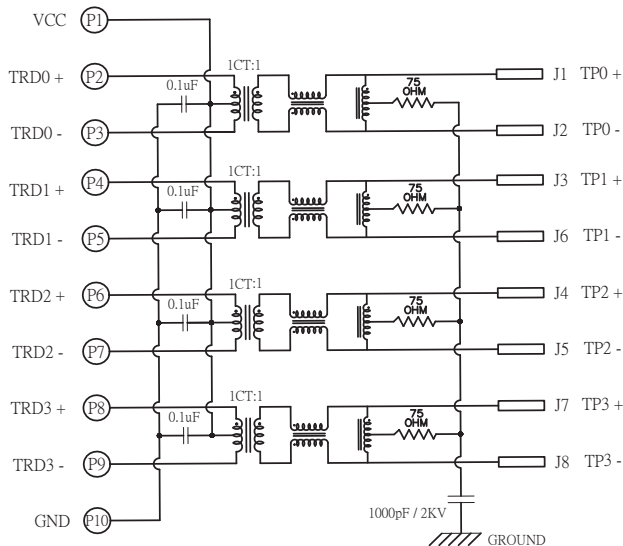 VCC P1
1CT:1
TRD0 + P2 0.1uF 75 OHM J1 TP0 +
TRD0 - P3 J2 TP0 -
1CT:1
TRD1 + P4 0.1uF 75 OHM J3 TP1 +
TRD1 - P5 J6 TP1 -
1CT:1
TRD2 + P6 0.1uF 75 OHM J4 TP2 +
TRD2 - P7 J5 TP2 -
1CT:1
TRD3 + P8 0.1uF 75 OHM J7 TP3 +
TRD3 - P9 J8 TP3 -
GND P10 1000pF / 2KV
GROUND